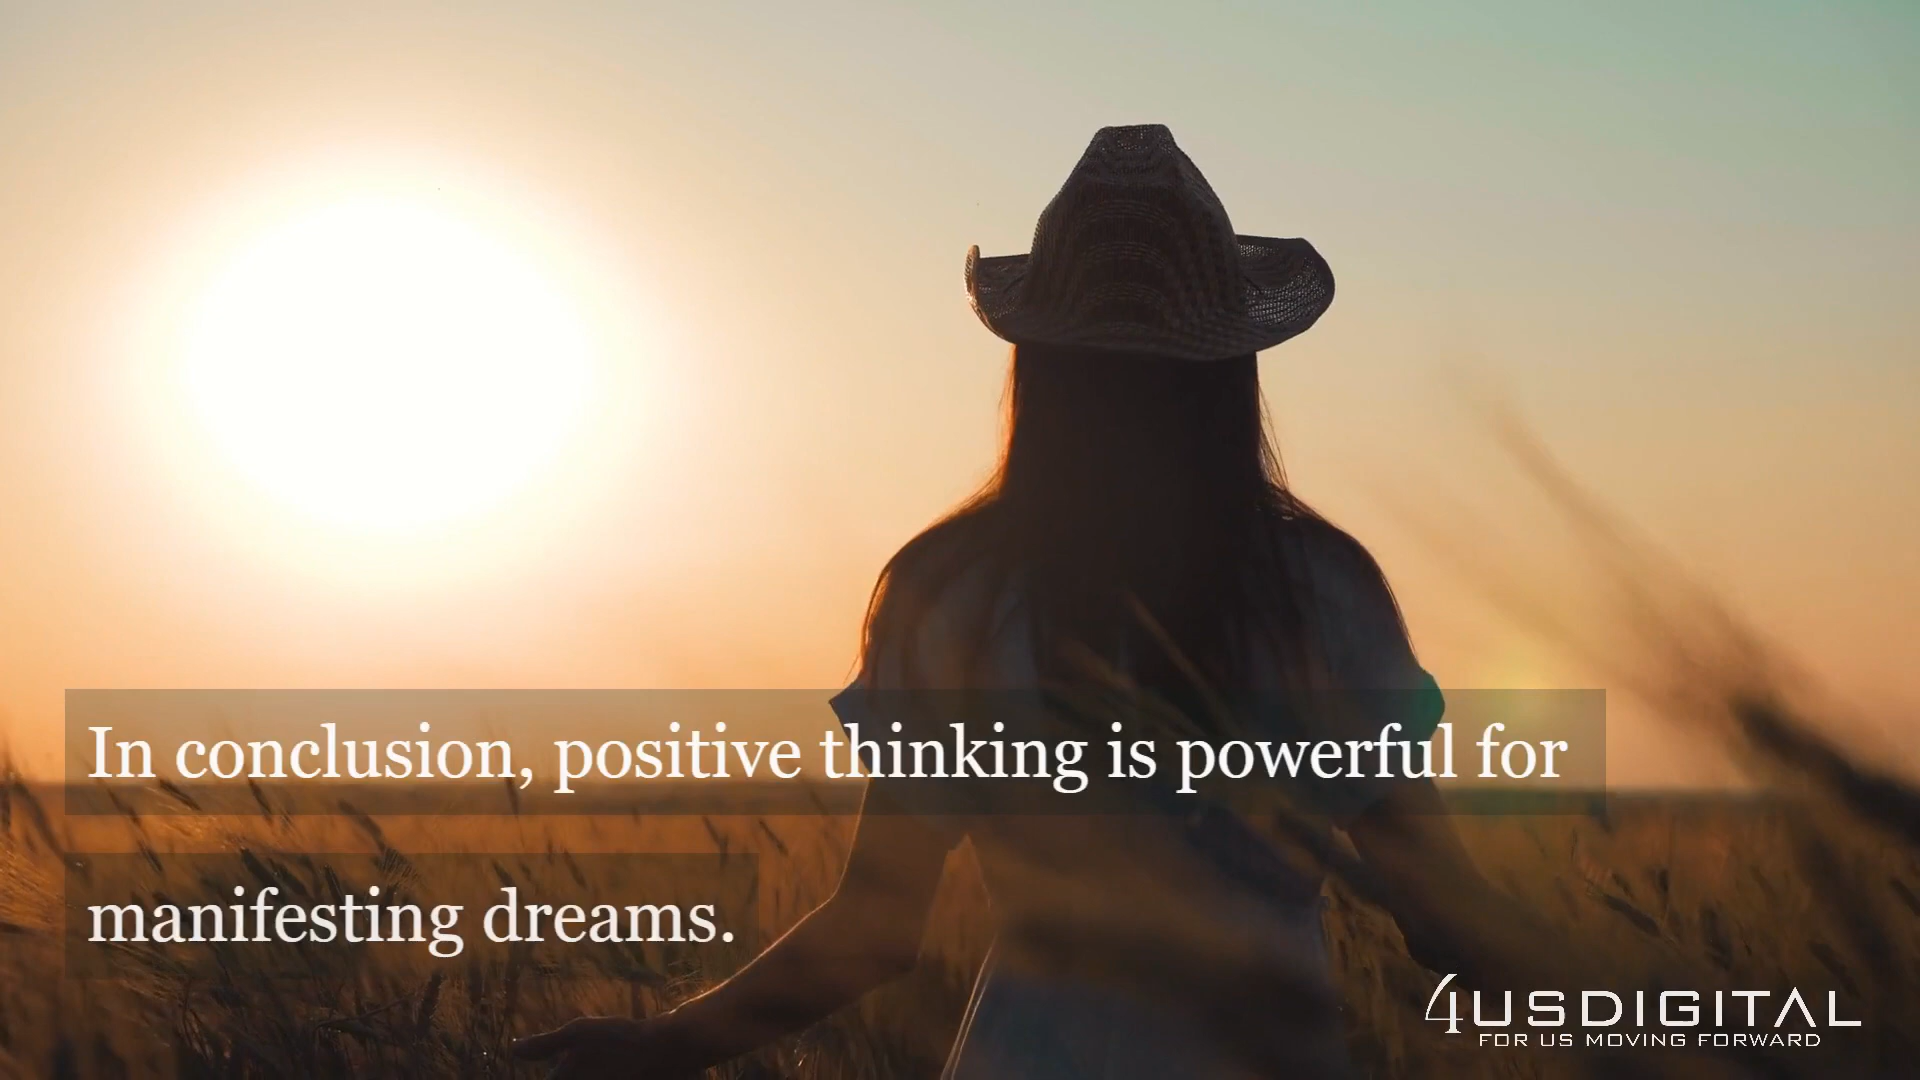 In conclusion, positive thinking is powerful for
manifesting dreams.
4USDIGITAL
FOR US MOVING FORWARD